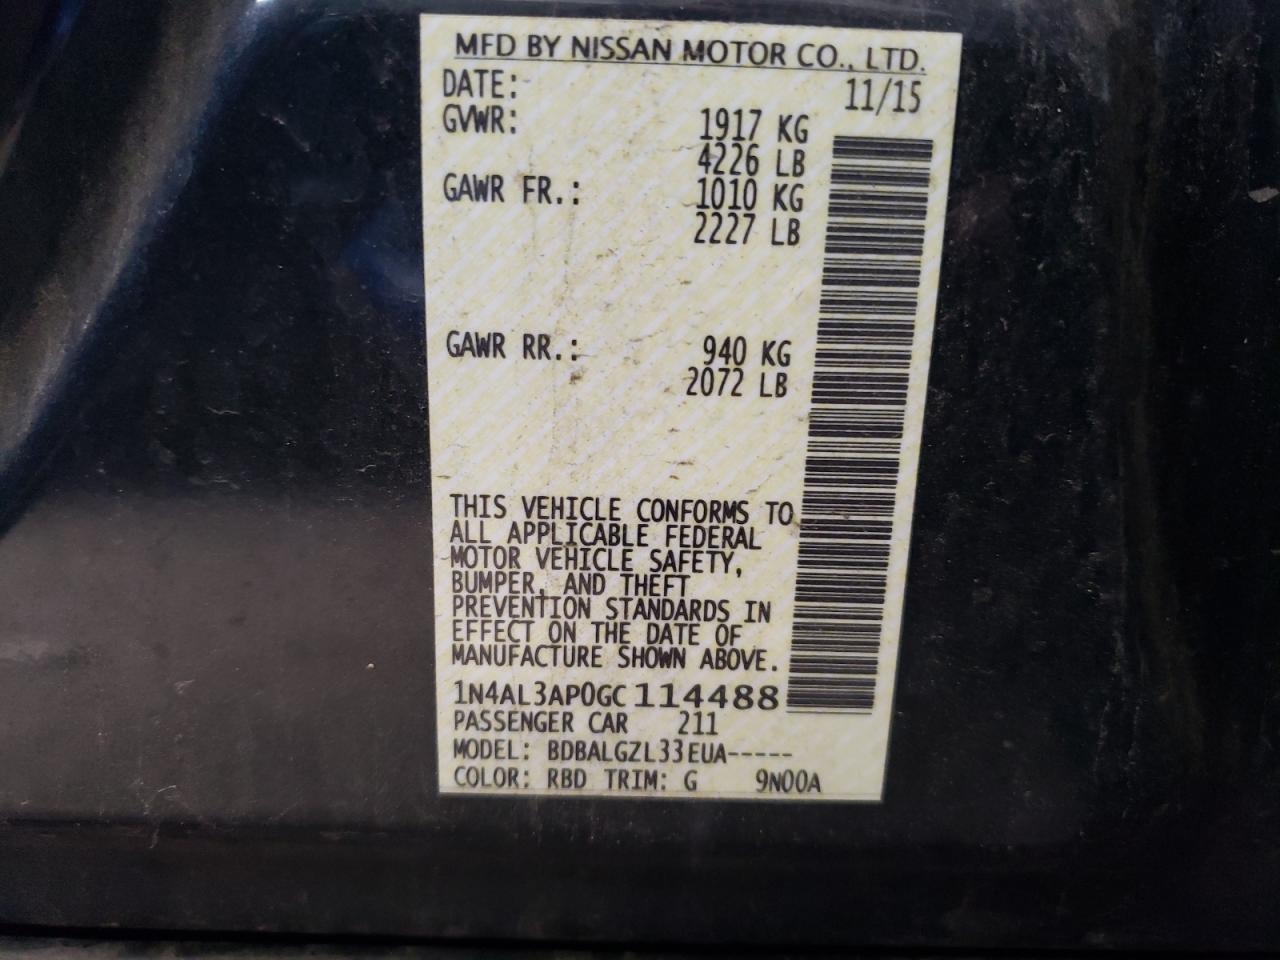 MFD BY NISSAN MOTOR CO., LTD.
DATE: 11/15
GVWR: 1917 KG
4226 LB
GAWR FR.: 1010 KG
2227 LB
GAWR RR.: 940 KG
2072 LB
THIS VEHICLE CONFORMS TO
ALL APPLICABLE FEDERAL
MOTOR VEHICLE SAFETY,
BUMPER, AND THEFT
PREVENTION STANDARDS IN
EFFECT ON THE DATE OF
MANUFACTURE SHOWN ABOVE.
1N4AL3AP0GC114488
PASSENGER CAR 211
MODEL: BDBALGZL33EUA-----
COLOR: RBD TRIM: G 9N00A